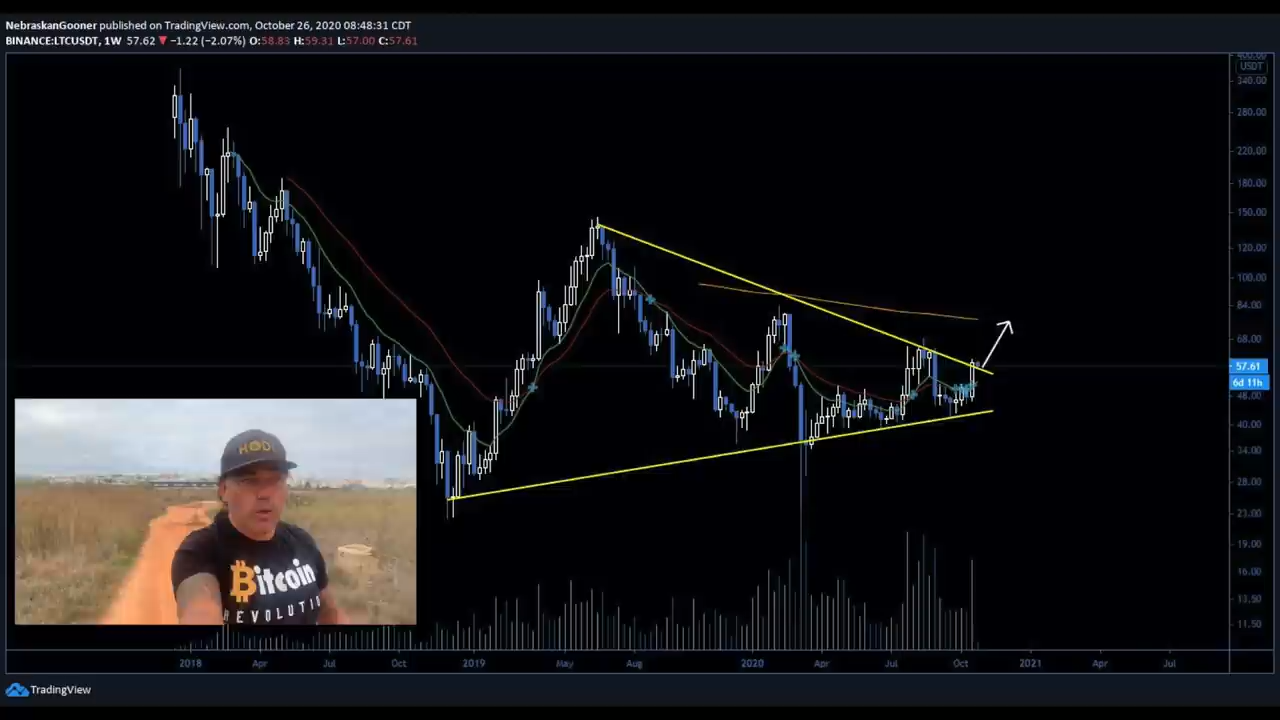 NebraskanGooner published on TradingView.com, October 26, 2020 08:48:31 CDT
BINANCE:LTCUSDT, 1W 57.62 ▼ −1.22 (−2.07%) O:58.83 H:59.31 L:57.00 C:57.61
400.00
USDT
340.00
280.00
220.00
180.00
150.00
120.00
100.00
84.00
68.00
57.61
6d 11h
48.00
40.00
34.00
28.00
23.00
19.00
16.00
13.50
11.50
HOD
Bitcoin
REVOLUTIO
2018
Apr
Jul
Oct
2019
May
Aug
2020
Apr
Jul
Oct
2021
Apr
Jul
TradingView